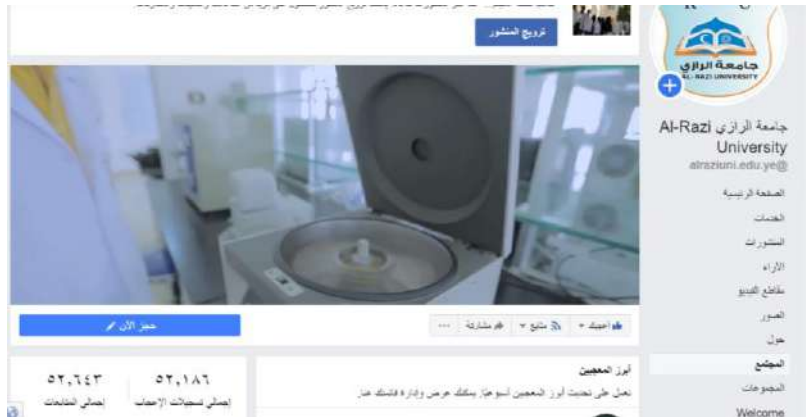 ترويج المنشور
R U
جامعة الرازي
AL-RAZI UNIVERSITY
جامعة الرازي Al-Razi
University
@alraziuni.edu.ye
الصفحة الرئيسية
الخدمات
المنشورات
الآراء
مقاطع الفيديو
الصور
حول
المجتمع
المجموعات
Welcome
أعجبك
متابع
مشاركة
حجز الآن
أبرز المعجبين
نعمل على تحديث أبرز المعجبين أسبوعيًا. يمكنك عرض وإدارة قائمتك هنا.
٥٢,١٨٦
إجمالي تسجيلات الإعجاب
٥٢,٦٤٣
إجمالي المتابعات